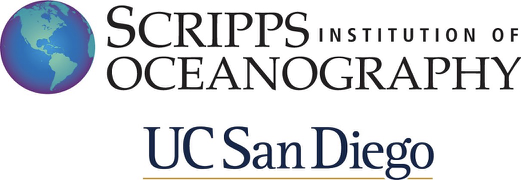 SCRIPPS INSTITUTION OF
OCEANOGRAPHY
UC San Diego